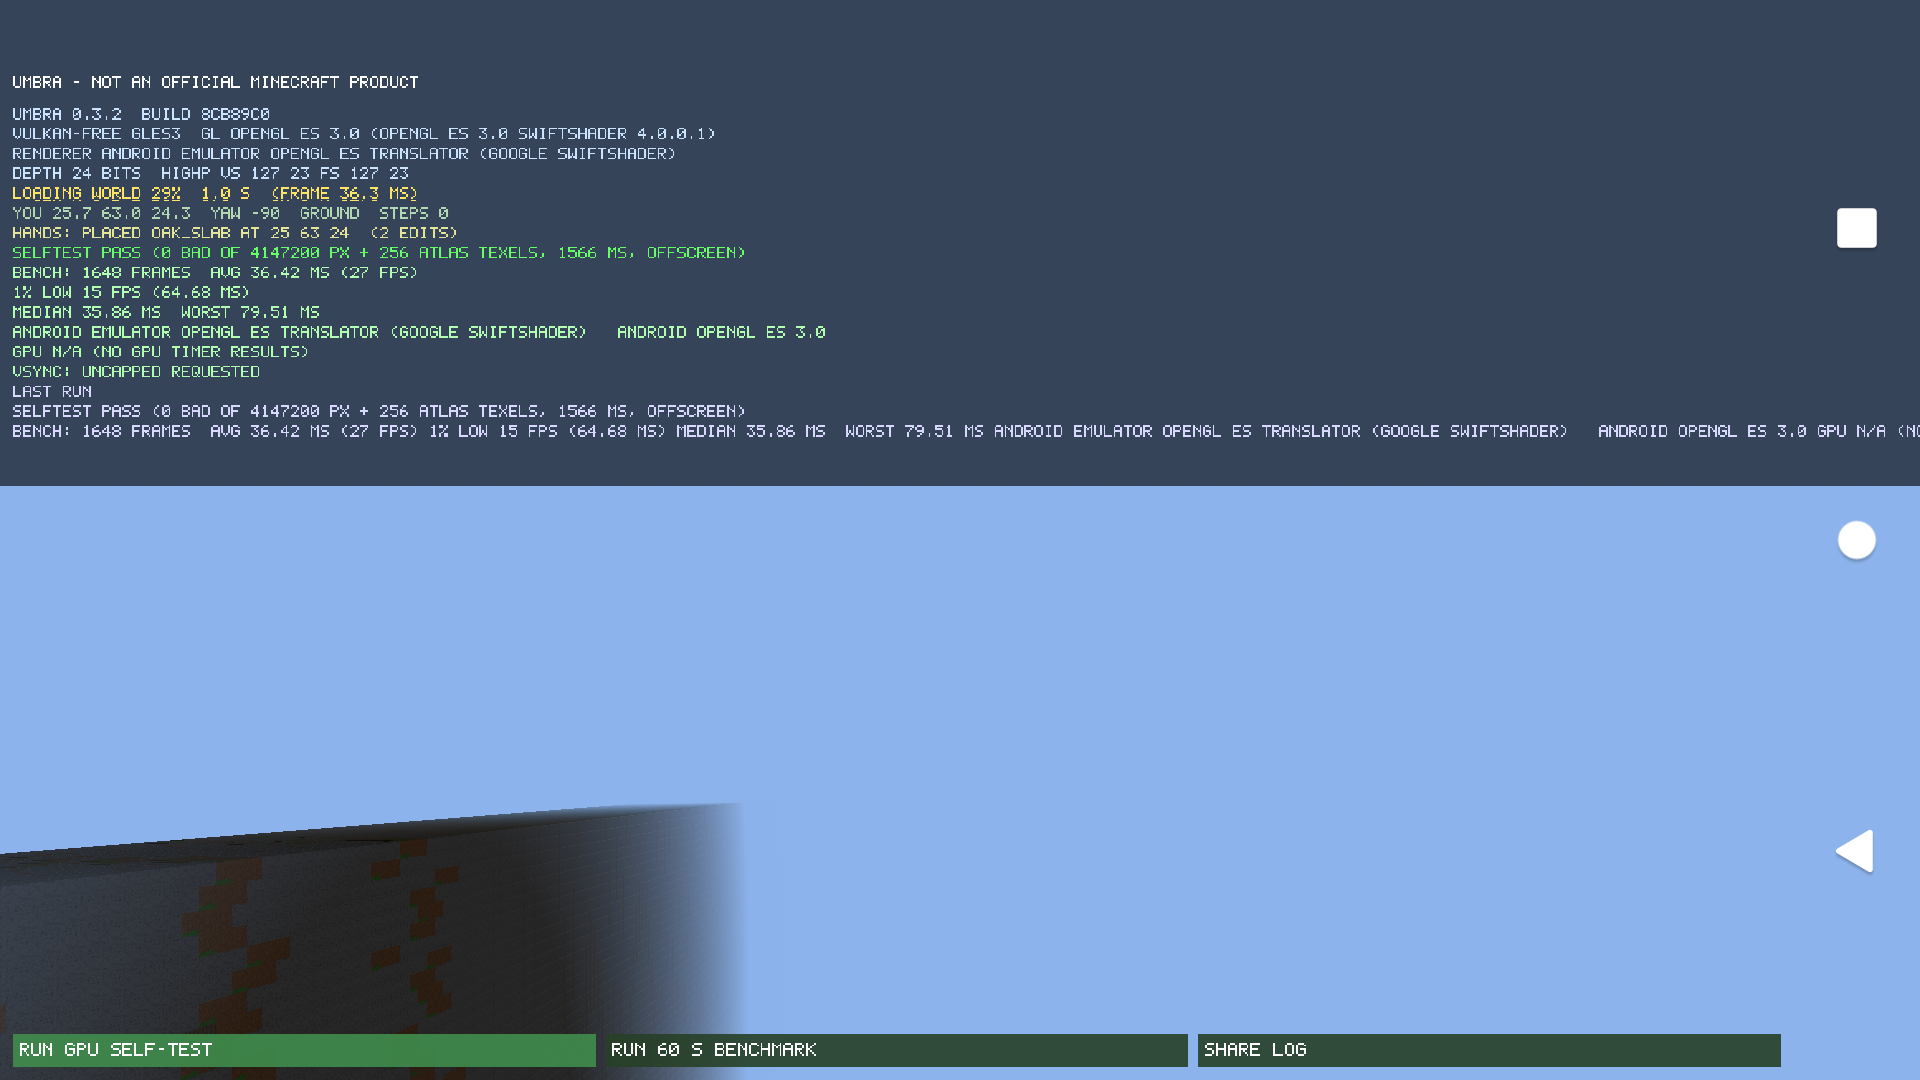 UMBRA - NOT AN OFFICIAL MINECRAFT PRODUCT
UMBRA 0.3.2 BUILD 8CB89C0
VULKAN-FREE GLES3 GL OPENGL ES 3.0 (OPENGL ES 3.0 SWIFTSHADER 4.0.0.1)
RENDERER ANDROID EMULATOR OPENGL ES TRANSLATOR (GOOGLE SWIFTSHADER)
DEPTH 24 BITS HIGHP VS 127 23 FS 127 23
LOADING WORLD 29% 1.0 S (FRAME 36.3 MS)
YOU 25.7 63.0 24.3 YAW -90 GROUND STEPS 0
HANDS: PLACED OAK_SLAB AT 25 63 24 (2 EDITS)
SELFTEST PASS (0 BAD OF 4147200 PX + 256 ATLAS TEXELS, 1566 MS, OFFSCREEN)
BENCH: 1648 FRAMES AVG 36.42 MS (27 FPS)
1% LOW 15 FPS (64.68 MS)
MEDIAN 35.86 MS WORST 79.51 MS
ANDROID EMULATOR OPENGL ES TRANSLATOR (GOOGLE SWIFTSHADER) ANDROID OPENGL ES 3.0
GPU N/A (NO GPU TIMER RESULTS)
VSYNC: UNCAPPED REQUESTED
LAST RUN
SELFTEST PASS (0 BAD OF 4147200 PX + 256 ATLAS TEXELS, 1566 MS, OFFSCREEN)
BENCH: 1648 FRAMES AVG 36.42 MS (27 FPS) 1% LOW 15 FPS (64.68 MS) MEDIAN 35.86 MS WORST 79.51 MS ANDROID EMULATOR OPENGL ES TRANSLATOR (GOOGLE SWIFTSHADER) ANDROID OPENGL ES 3.0 GPU N/A (NO
RUN GPU SELF-TEST
RUN 60 S BENCHMARK
SHARE LOG